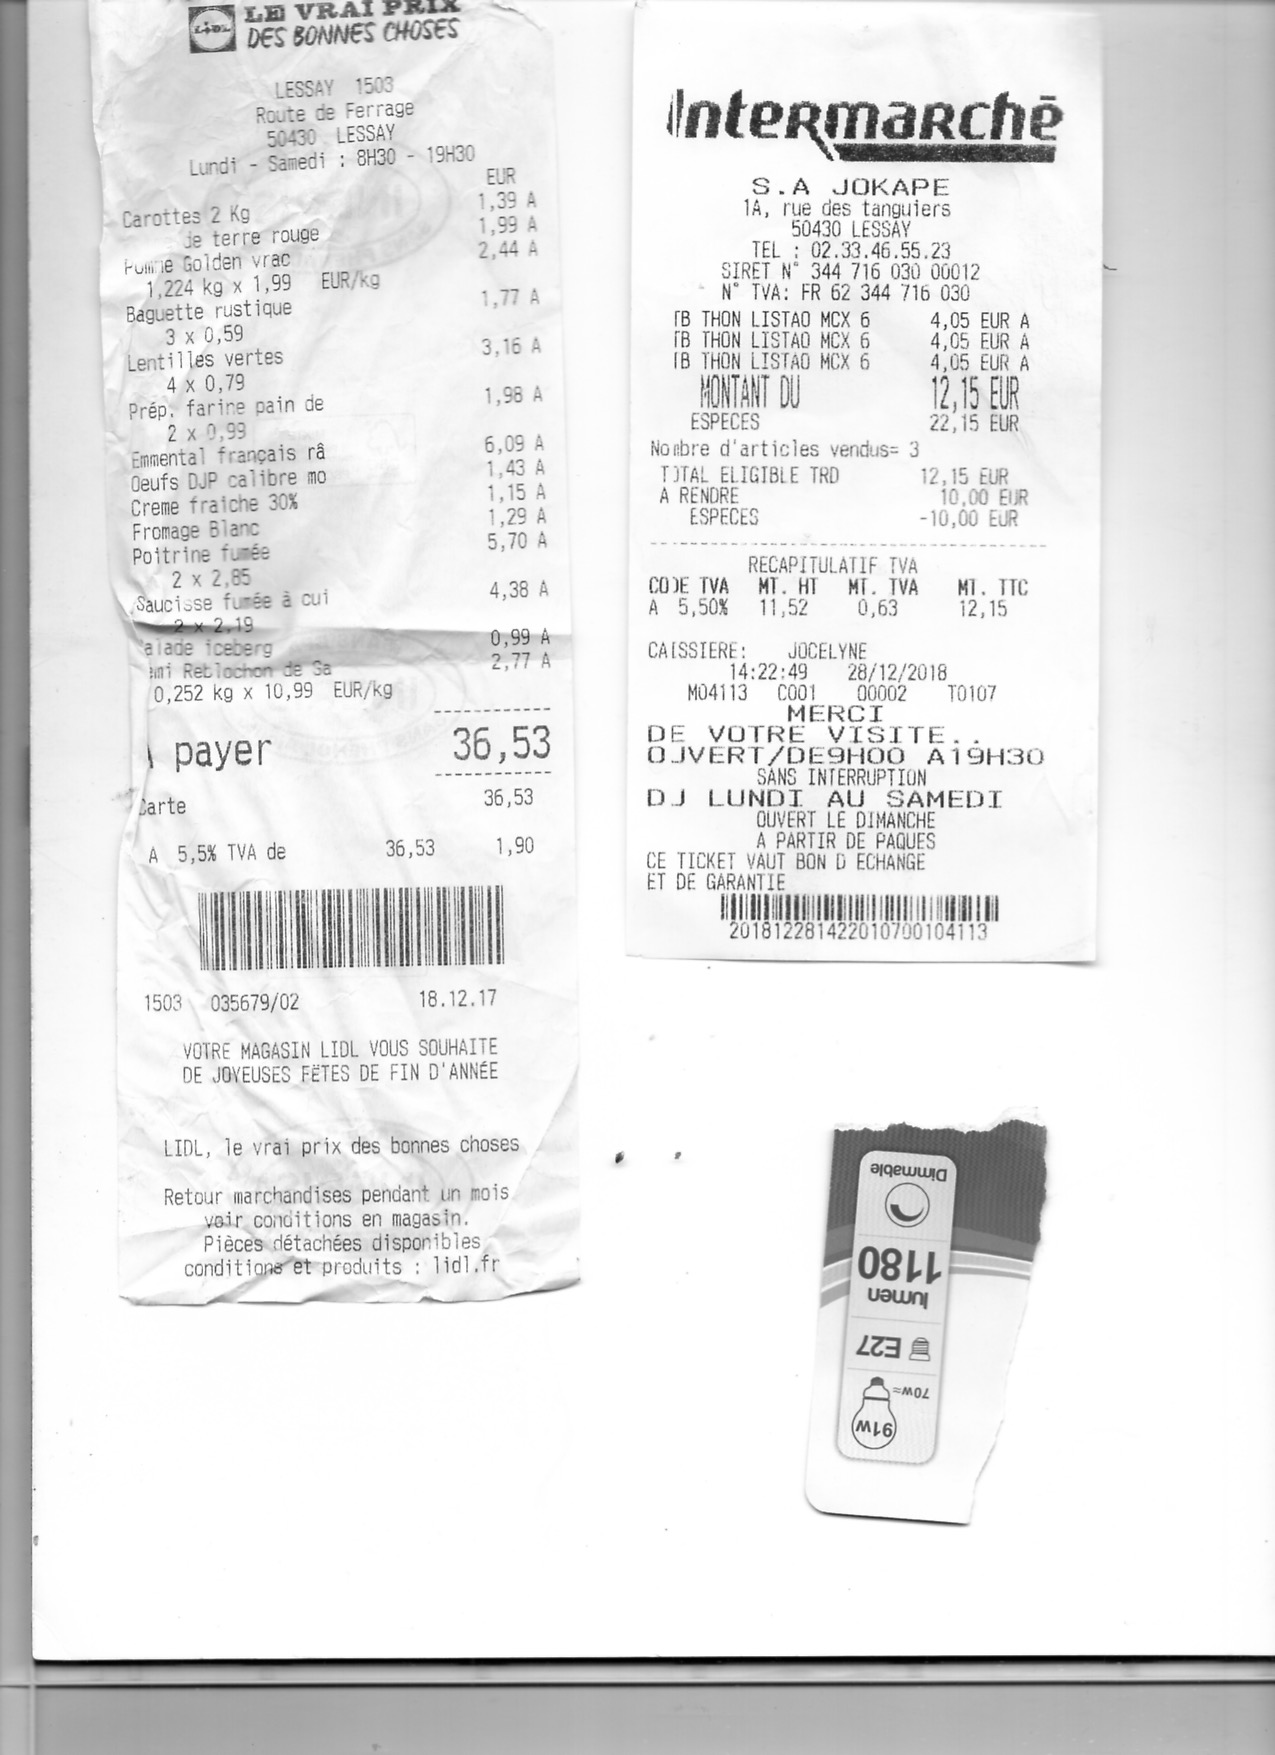 LE VRAI PRIX
DES BONNES CHOSES
LIDL
LESSAY 1503
Route de Ferrage
50430 LESSAY
Lundi - Samedi : 8H30 - 19H30
EUR
Carottes 2 Kg 1,39 A
de terre rouge 1,99 A
Pomme Golden vrac 2,44 A
1,224 kg x 1,99 EUR/kg
Baguette rustique 1,77 A
3 x 0,59
Lentilles vertes 3,16 A
4 x 0,79
Prép. farine pain de 1,98 A
2 x 0,99
Emmental français râ 6,09 A
Oeufs DJP calibre mo 1,43 A
Creme fraiche 30% 1,15 A
Fromage Blanc 1,29 A
Poitrine fumée 5,70 A
2 x 2,85
Saucisse fumée à cui 4,38 A
2 x 2,19
alade iceberg 0,99 A
mi Reblochon de Sa 2,77 A
0,252 kg x 10,99 EUR/kg
payer 36,53
Carte 36,53
A 5,5% TVA de 36,53 1,90
1503 035679/02 18.12.17
VOTRE MAGASIN LIDL VOUS SOUHAITE
DE JOYEUSES FÊTES DE FIN D'ANNÉE
LIDL, le vrai prix des bonnes choses
Retour marchandises pendant un mois
voir conditions en magasin.
Pièces détachées disponibles
conditions et produits : lidl.fr
Intermarché
S.A JOKAPE
1A, rue des tanguiers
50430 LESSAY
TEL : 02.33.46.55.23
SIRET N° 344 716 030 00012
N° TVA: FR 62 344 716 030
TB THON LISTAO MCX 6 4,05 EUR A
TB THON LISTAO MCX 6 4,05 EUR A
TB THON LISTAO MCX 6 4,05 EUR A
MONTANT DU 12,15 EUR
ESPECES 22,15 EUR
Nombre d'articles vendus= 3
TOTAL ELIGIBLE TRD 12,15 EUR
A RENDRE 10,00 EUR
ESPECES -10,00 EUR
RECAPITULATIF TVA
CODE TVA MT. HT MT. TVA MT. TTC
A 5,50% 11,52 0,63 12,15
CAISSIERE: JOCELYNE
14:22:49 28/12/2018
M04113 C001 00002 T0107
MERCI
DE VOTRE VISITE..
OUVERT/DE9H00 A19H30
SANS INTERRUPTION
DU LUNDI AU SAMEDI
OUVERT LE DIMANCHE
A PARTIR DE PAQUES
CE TICKET VAUT BON D ECHANGE
ET DE GARANTIE
201812281422010700104113
91W
70W=
E27
lumen
1180
Dimmable